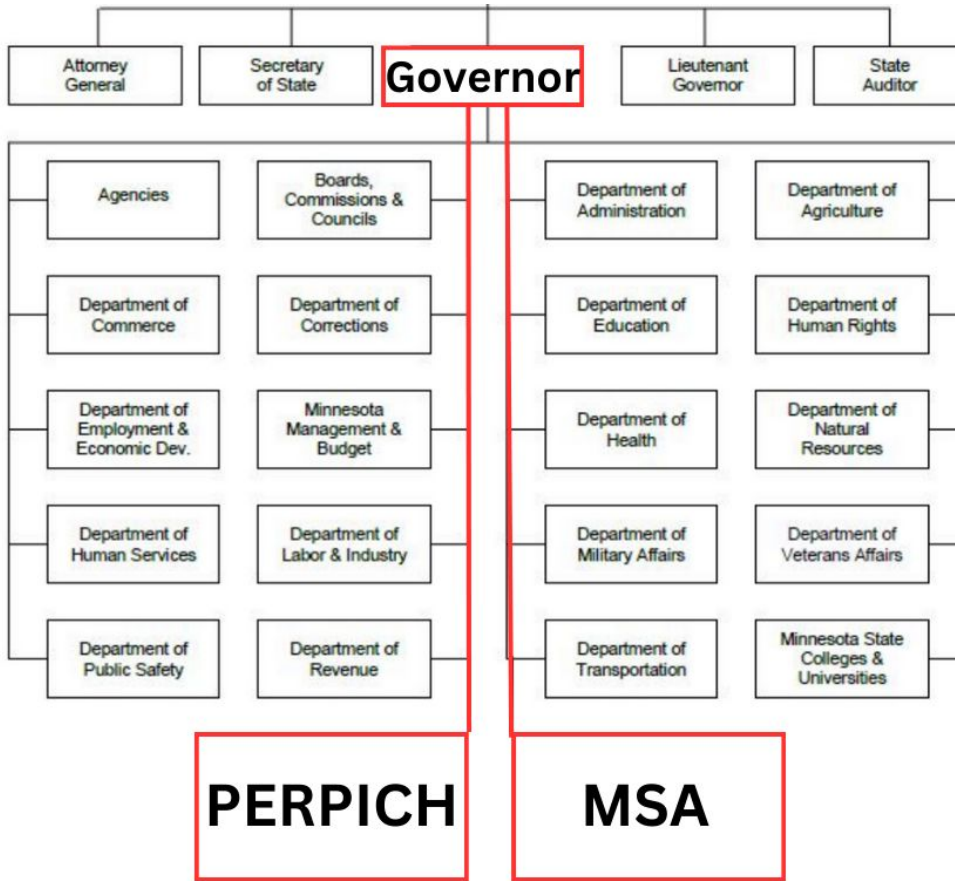 Attorney
General
Secretary
of State
Governor
Lieutenant
Governor
State
Auditor
Agencies
Boards,
Commissions &
Councils
Department of
Administration
Department of
Agriculture
Department of
Commerce
Department of
Corrections
Department of
Education
Department of
Human Rights
Department of
Employment &
Economic Dev.
Minnesota
Management &
Budget
Department of
Health
Department of
Natural
Resources
Department of
Human Services
Department of
Labor & Industry
Department of
Military Affairs
Department of
Veterans Affairs
Department of
Public Safety
Department of
Revenue
Department of
Transportation
Minnesota State
Colleges &
Universities
PERPICH
MSA